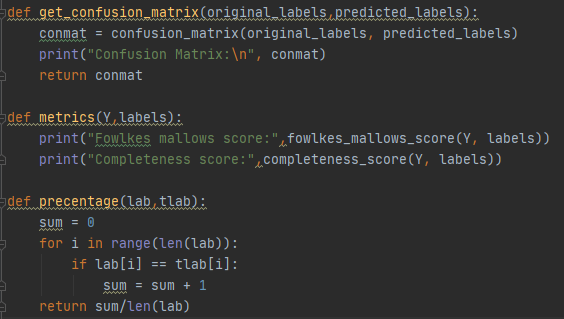 def get_confusion_matrix(original_labels,predicted_labels):
    conmat = confusion_matrix(original_labels, predicted_labels)
    print("Confusion Matrix:\n", conmat)
    return conmat
def metrics(Y,labels):
    print("Fowlkes mallows score:",fowlkes_mallows_score(Y, labels))
    print("Completeness score:",completeness_score(Y, labels))
def precentage(lab,tlab):
    sum = 0
    for i in range(len(lab)):
        if lab[i] == tlab[i]:
            sum = sum + 1
    return sum/len(lab)